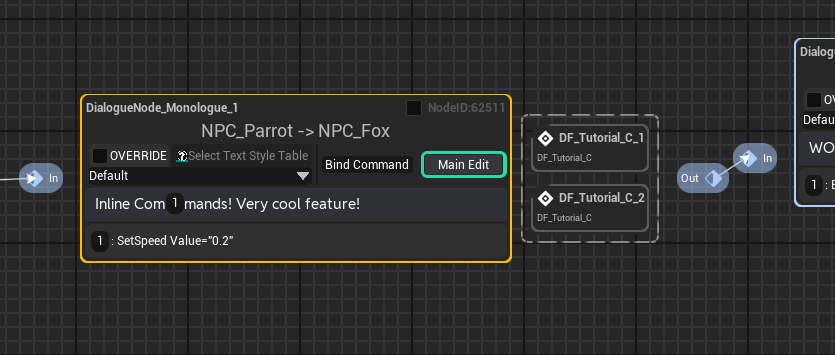 DialogueNode_Monologue_1
NodeID:62511
NPC_Parrot -> NPC_Fox
OVERRIDE
Select Text Style Table
Default
Bind Command
Main Edit
Inline Com 1 mands! Very cool feature!
1 : SetSpeed Value="0.2"
In
DF_Tutorial_C_1
DF_Tutorial_C
DF_Tutorial_C_2
DF_Tutorial_C
Out
In
OV
Defau
WO
1 :